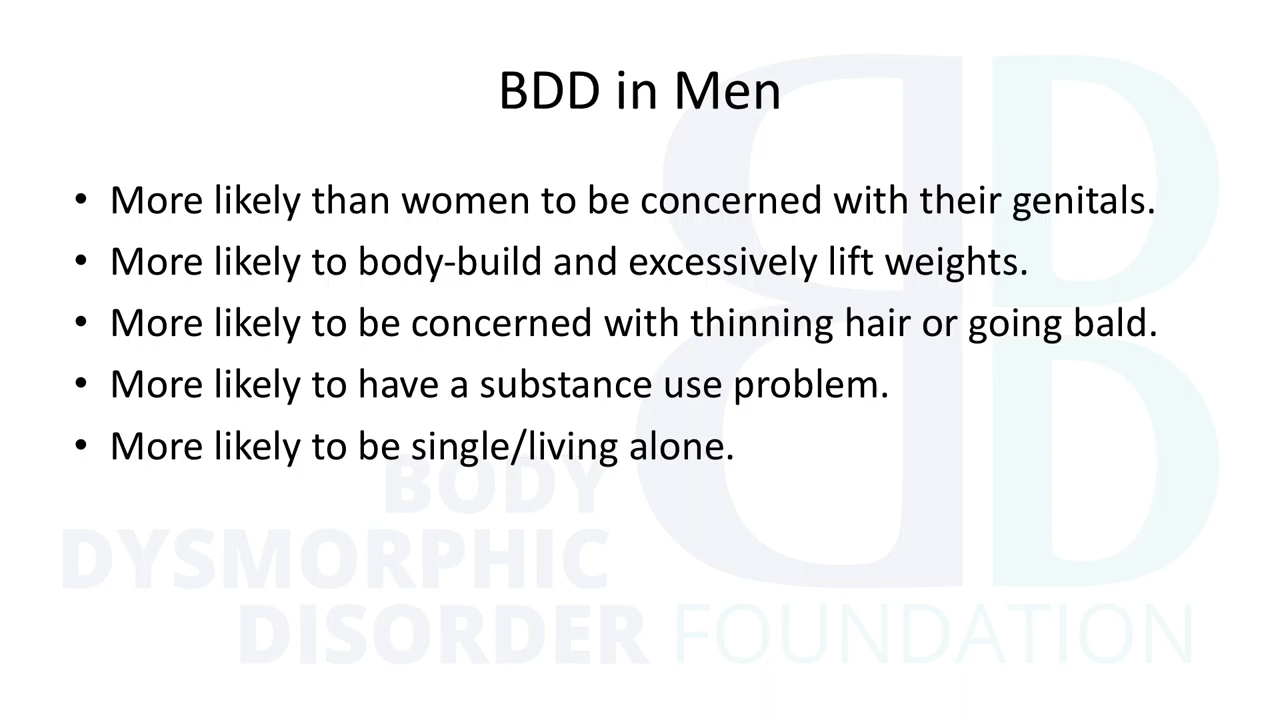 BDD in Men
• More likely than women to be concerned with their genitals.
• More likely to body-build and excessively lift weights.
• More likely to be concerned with thinning hair or going bald.
• More likely to have a substance use problem.
• More likely to be single/living alone.
BODY
DYSMORPHIC
DISORDER FOUNDATION